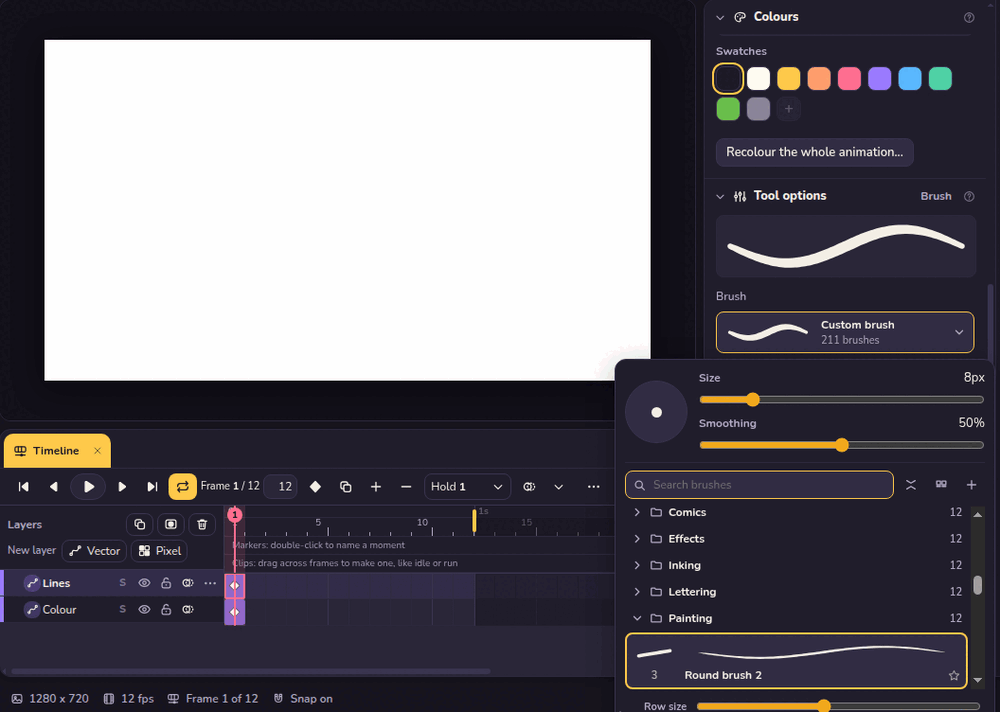 Colours
Swatches
+
Recolour the whole animation...
Tool options
Brush
Brush
Custom brush
211 brushes
Size
8px
Smoothing
50%
Search brushes
Comics 12
Effects 12
Inking 12
Lettering 12
Painting 12
3 Round brush 2
Row size
Timeline
Frame 1 / 12
12
Hold 1
Layers
New layer
Vector
Pixel
1
5
10
1s
15
Markers: double-click to name a moment
Clips: drag across frames to make one, like idle or run
Lines S
Colour S
1280 x 720
12 fps
Frame 1 of 12
Snap on